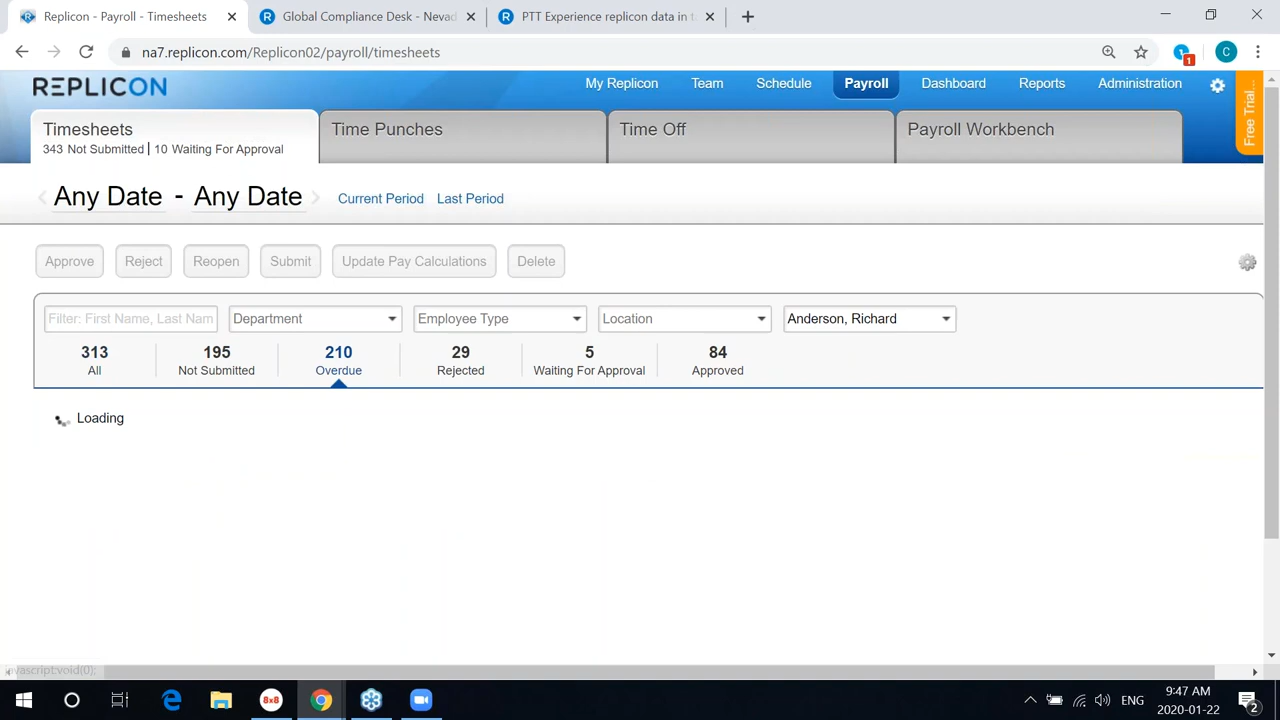 Replicon - Payroll - Timesheets
Global Compliance Desk - Nevad
PTT Experience replicon data in t
na7.replicon.com/Replicon02/payroll/timesheets
1
C
REPLICON
My Replicon
Team
Schedule
Payroll
Dashboard
Reports
Administration
Free Trial...
Timesheets
343 Not Submitted | 10 Waiting For Approval
Time Punches
Time Off
Payroll Workbench
Any Date - Any Date
Current Period
Last Period
Approve
Reject
Reopen
Submit
Update Pay Calculations
Delete
Filter: First Name, Last Nam
Department
Employee Type
Location
Anderson, Richard
313
All
195
Not Submitted
210
Overdue
29
Rejected
5
Waiting For Approval
84
Approved
Loading
javascript:void(0);
8x8
ENG
9:47 AM
2020-01-22
2